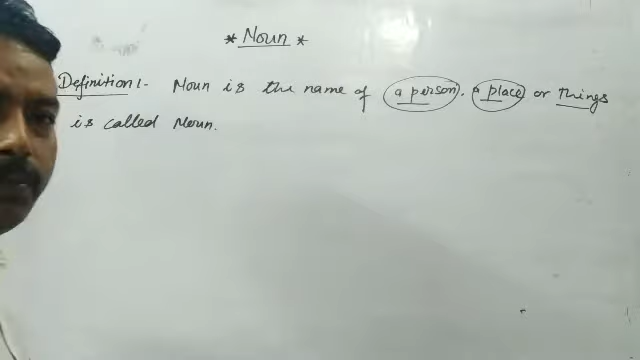 * Noun *
Definition:- Noun is the name of a person, a place or Things
is called Noun.